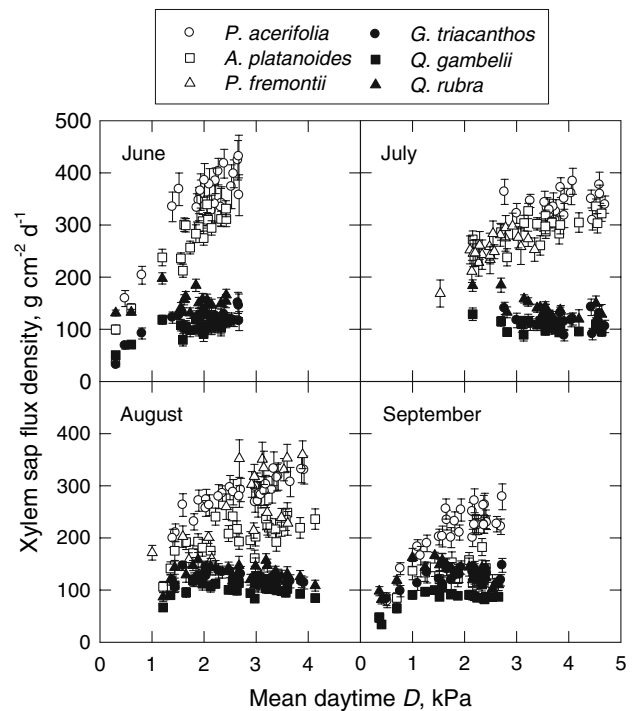 P. acerifolia G. triacanthos
A. platanoides Q. gambelii
P. fremontii Q. rubra
500
400
300
200
100
0
June
July
400
300
200
100
0
August
September
0 1 2 3 4 0 1 2 3 4 5
Xylem sap flux density, g cm-2 d-1
Mean daytime D, kPa